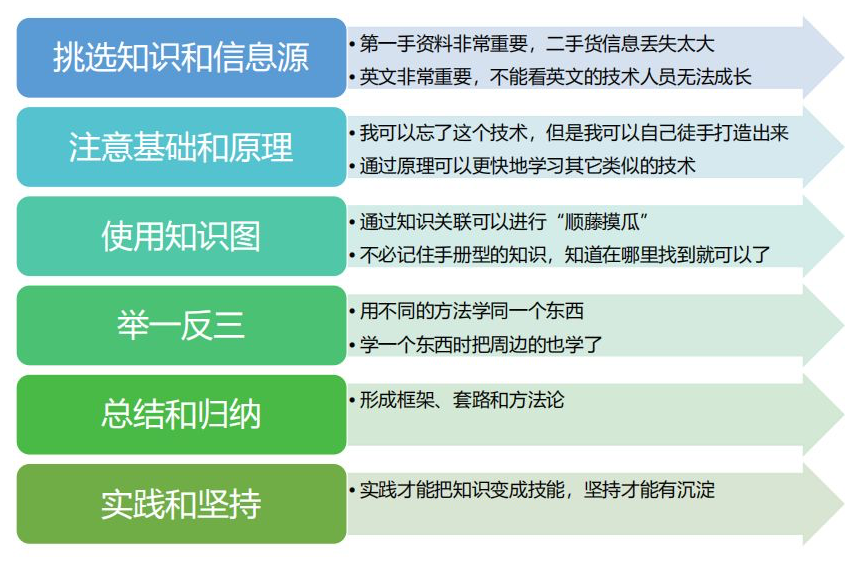 挑选知识和信息源
• 第一手资料非常重要，二手货信息丢失太大
• 英文非常重要，不能看英文的技术人员无法成长
注意基础和原理
• 我可以忘了这个技术，但是我可以自己徒手打造出来
• 通过原理可以更快地学习其它类似的技术
使用知识图
• 通过知识关联可以进行“顺藤摸瓜”
• 不必记住手册型的知识，知道在哪里找到就可以了
举一反三
• 用不同的方法学同一个东西
• 学一个东西时把周边的也学了
总结和归纳
• 形成框架、套路和方法论
实践和坚持
• 实践才能把知识变成技能，坚持才能有沉淀